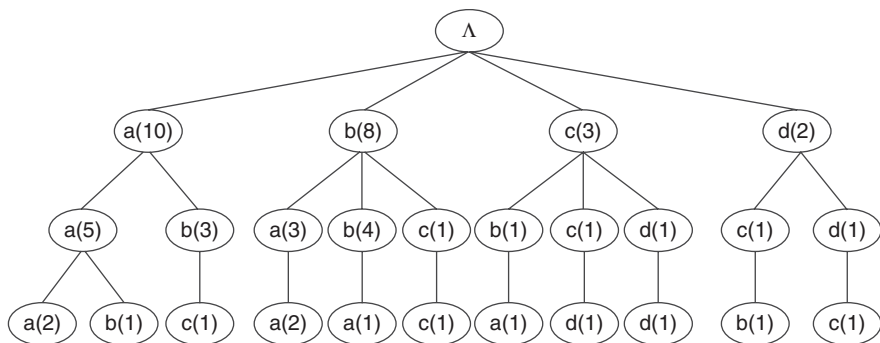 Λ
a(10) b(8) c(3) d(2)
a(5) b(3) a(3) b(4) c(1) b(1) c(1) d(1) c(1) d(1)
a(2) b(1) c(1) a(2) a(1) c(1) a(1) d(1) d(1) b(1) c(1)